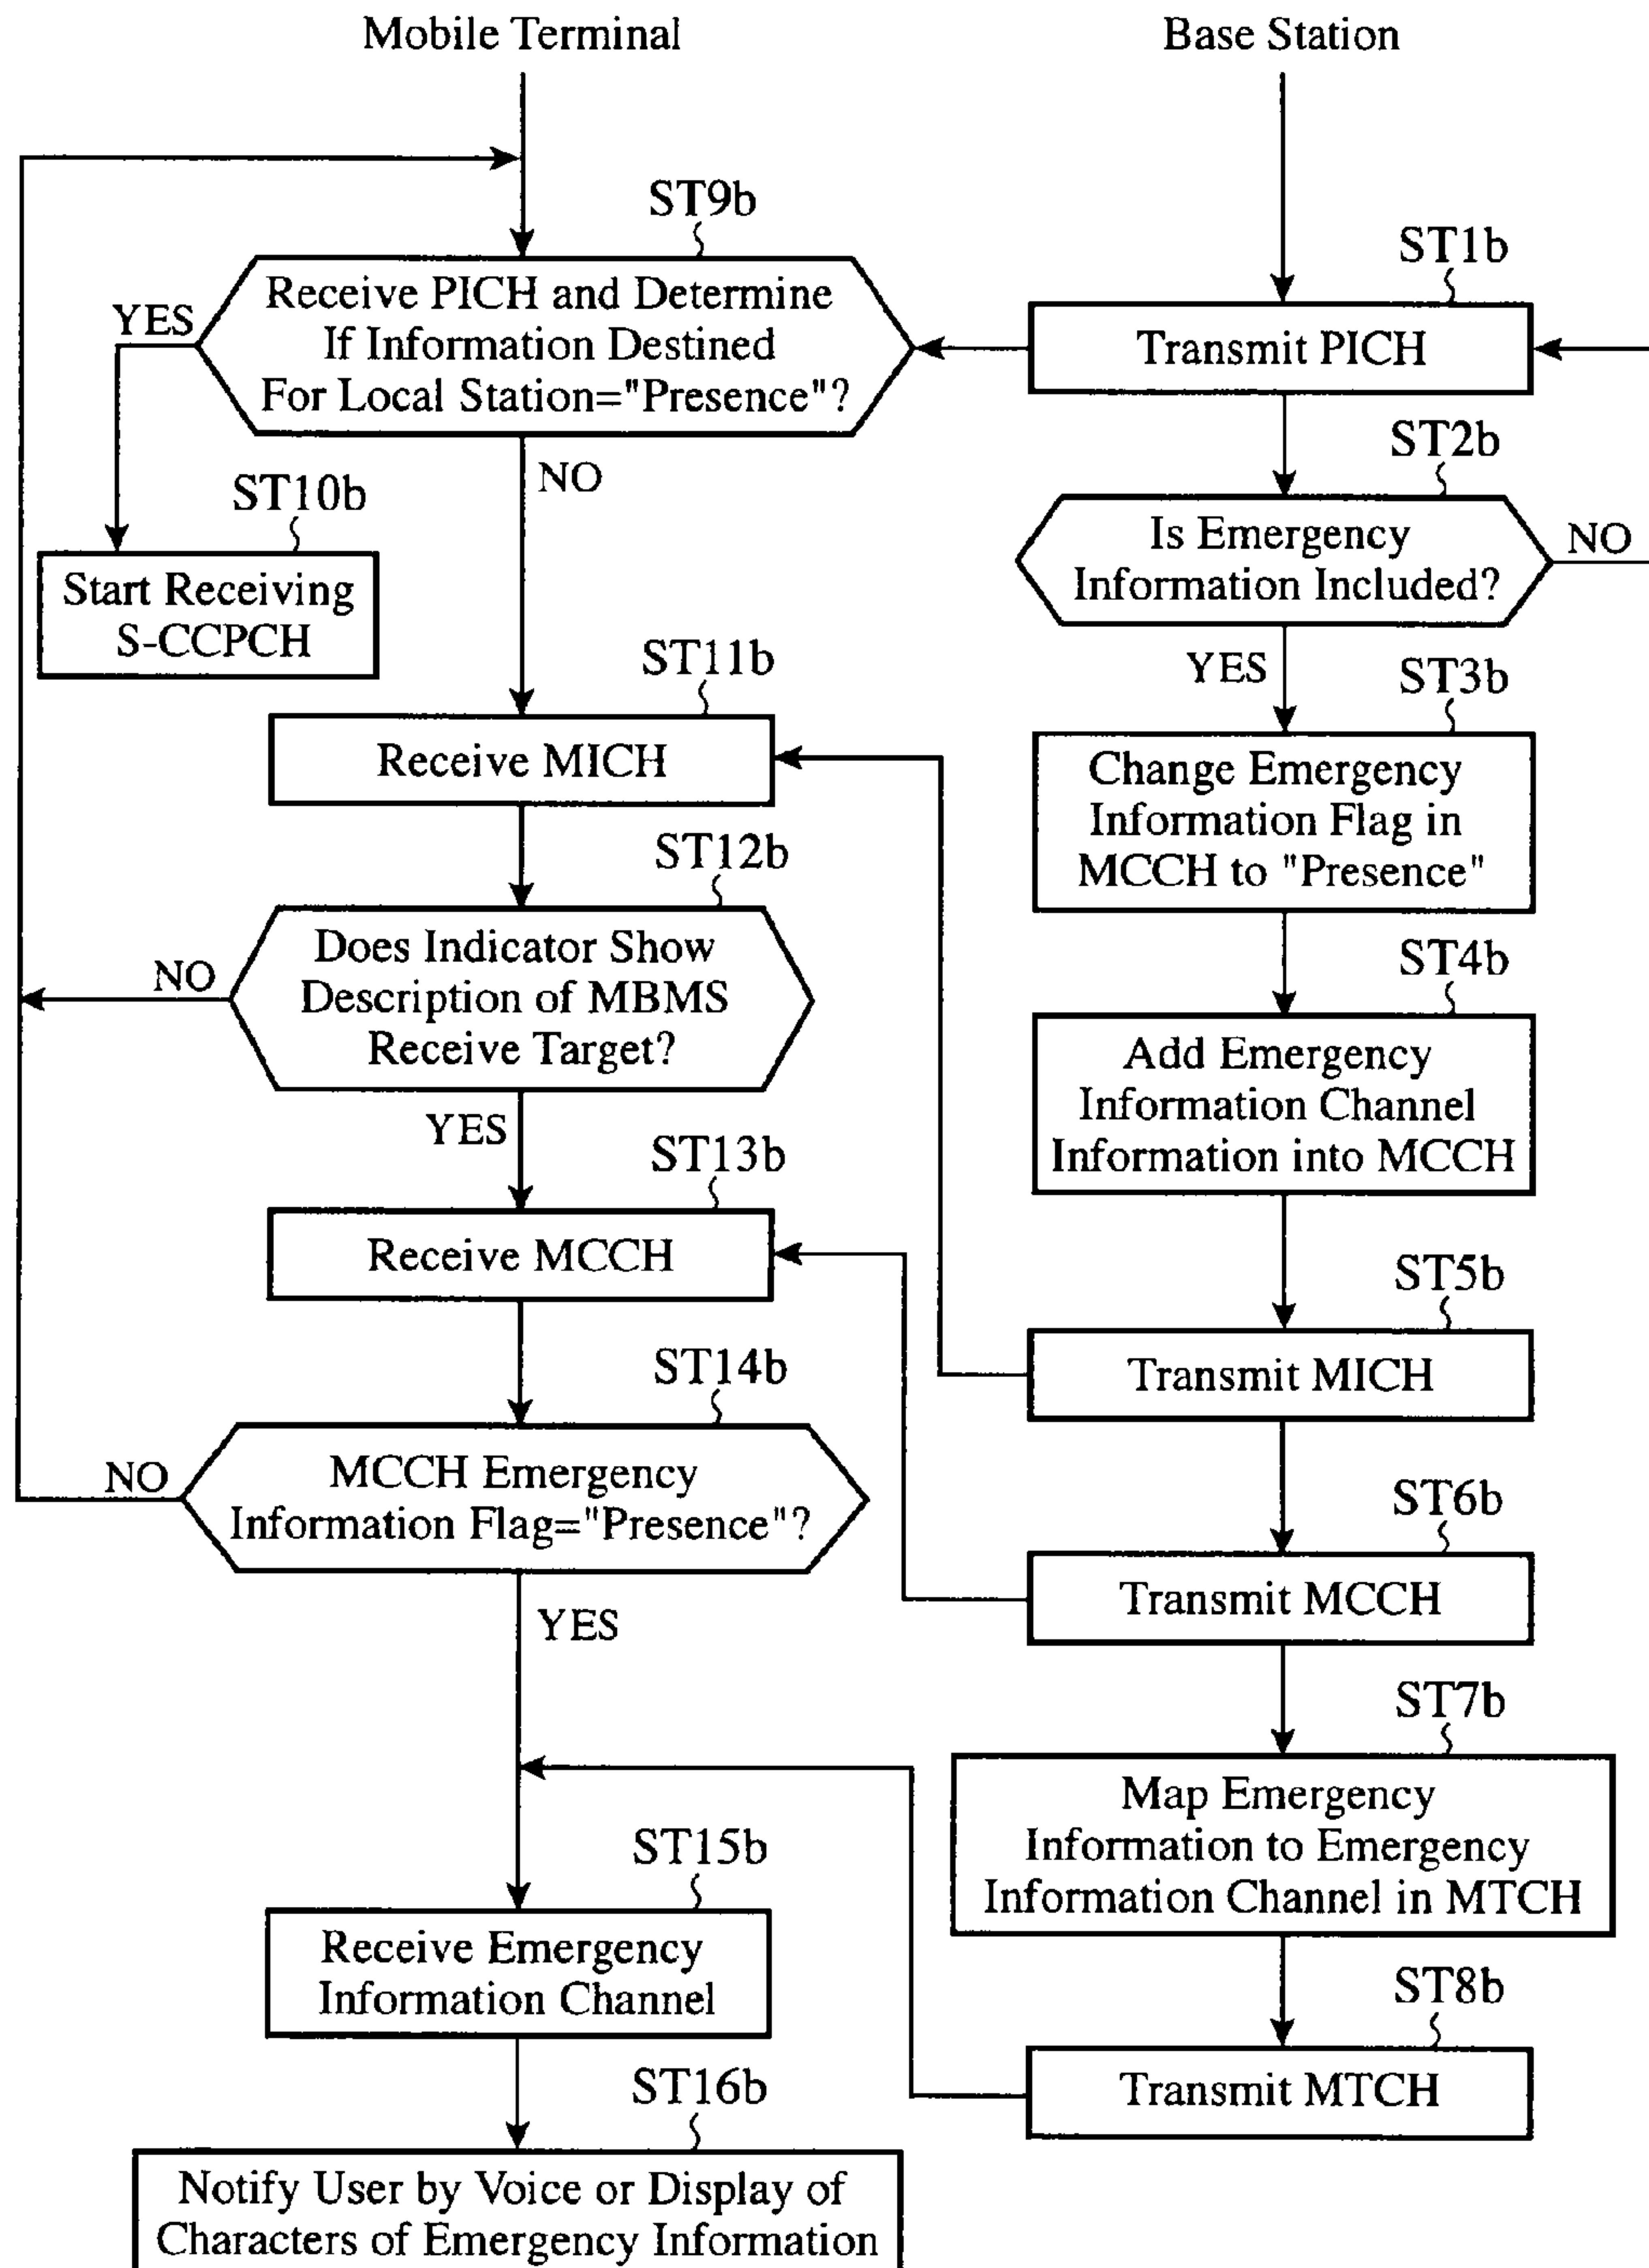 Mobile Terminal
Base Station
ST9b
Receive PICH and Determine
If Information Destined
For Local Station="Presence"?
YES
NO
ST10b
Start Receiving
S-CCPCH
ST11b
Receive MICH
ST12b
Does Indicator Show
Description of MBMS
Receive Target?
NO
YES
ST13b
Receive MCCH
ST14b
MCCH Emergency
Information Flag="Presence"?
NO
YES
ST15b
Receive Emergency
Information Channel
ST16b
Notify User by Voice or Display of
Characters of Emergency Information
ST1b
Transmit PICH
ST2b
Is Emergency
Information Included?
NO
YES
ST3b
Change Emergency
Information Flag in
MCCH to "Presence"
ST4b
Add Emergency
Information Channel
Information into MCCH
ST5b
Transmit MICH
ST6b
Transmit MCCH
ST7b
Map Emergency
Information to Emergency
Information Channel in MTCH
ST8b
Transmit MTCH